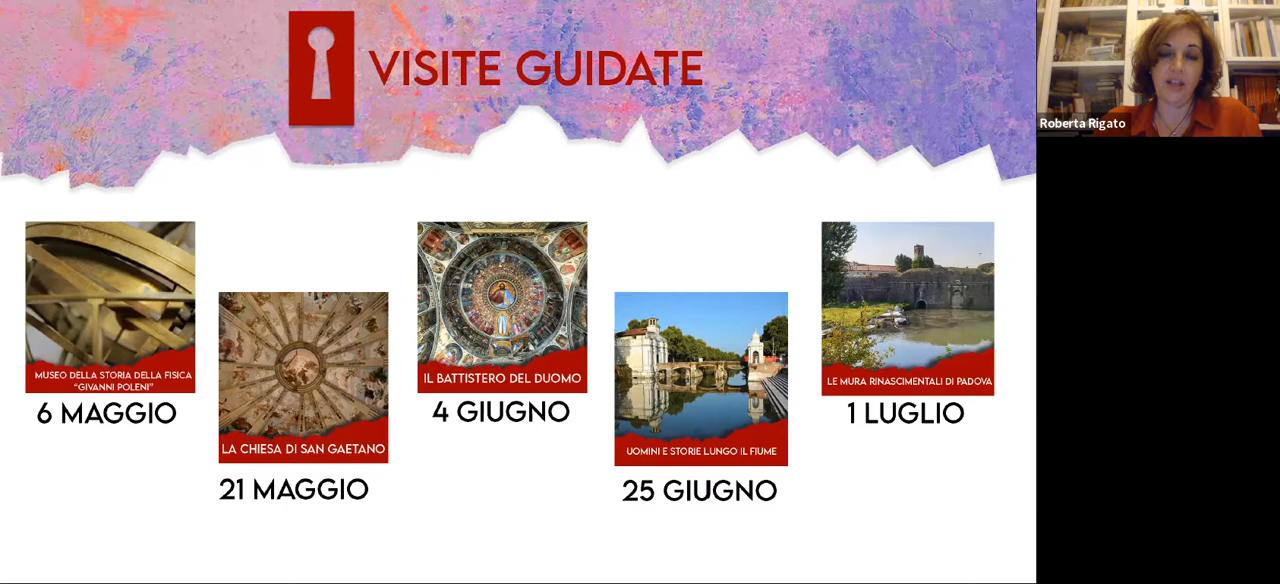 VISITE GUIDATE
Roberta Rigato
MUSEO DELLA STORIA DELLA FISICA
"GIVANNI POLENI"
6 MAGGIO
LA CHIESA DI SAN GAETANO
21 MAGGIO
IL BATTISTERO DEL DUOMO
4 GIUGNO
UOMINI E STORIE LUNGO IL FIUME
25 GIUGNO
LE MURA RINASCIMENTALI DI PADOVA
1 LUGLIO